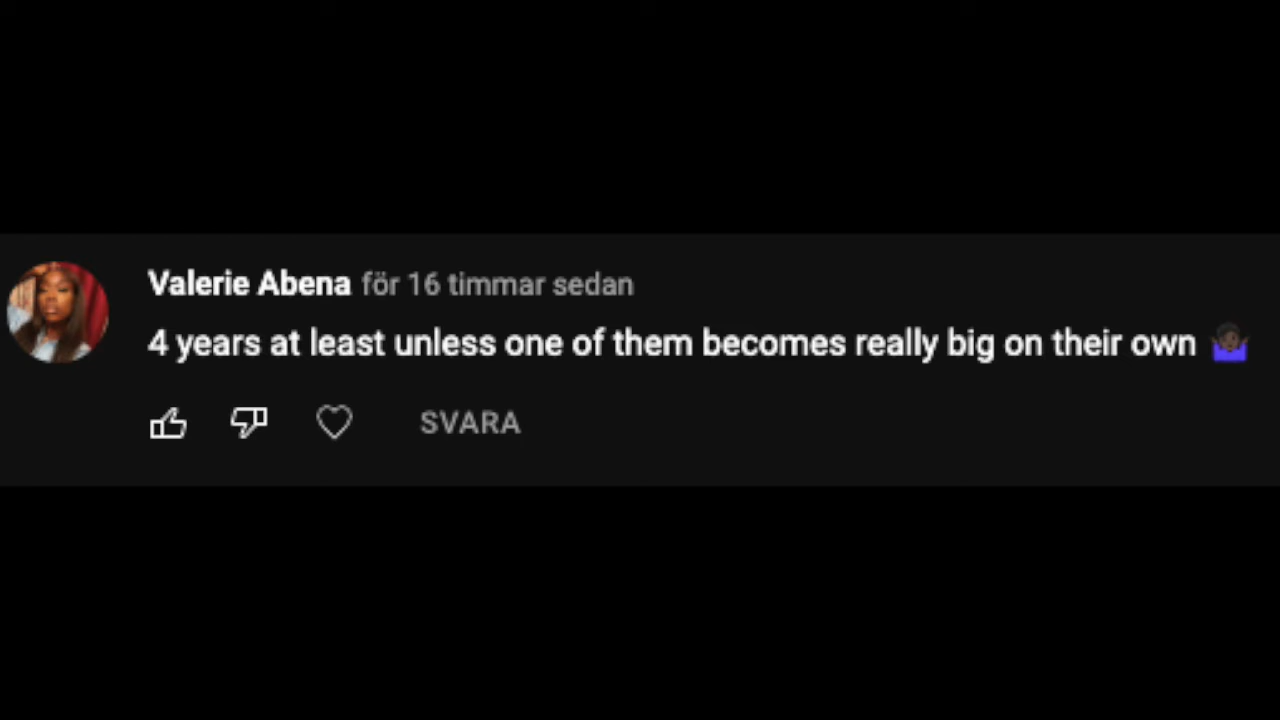 Valerie Abena för 16 timmar sedan
4 years at least unless one of them becomes really big on their own 🤷🏿‍♀️
SVARA